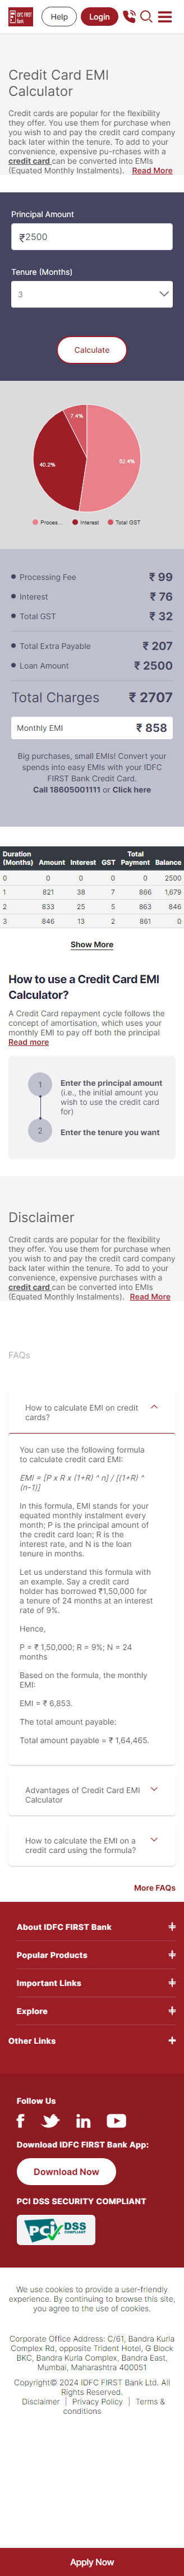 IDFC FIRST
Bank
Help
Login
Credit Card EMI
Calculator
Credit cards are popular for the flexibility
they offer. You use them for purchase when
you wish to and pay the credit card company
back later within the tenure. To add to your
convenience, expensive pu-rchases with a
credit card can be converted into EMIs
(Equated Monthly Instalments). Read More
Principal Amount
₹2500
Tenure (Months)
3
Calculate
7.4%
40.2%
52.4%
Proces... Interest Total GST
Processing Fee ₹ 99
Interest ₹ 76
Total GST ₹ 32
Total Extra Payable ₹ 207
Loan Amount ₹ 2500
Total Charges ₹ 2707
Monthly EMI ₹ 858
Big purchases, small EMIs! Convert your
spends into easy EMIs with your IDFC
FIRST Bank Credit Card.
Call 18605001111 or Click here
Duration (Months) Amount Interest GST Total Payment Balance
0 0 0 0 0 2500
1 821 38 7 866 1,679
2 833 25 5 863 846
3 846 13 2 861 0
Show More
How to use a Credit Card EMI
Calculator?
A Credit Card repayment cycle follows the
concept of amortisation, which uses your
monthly EMI to pay off both the principal
Read more
1
Enter the principal amount
(i.e., the initial amount you
wish to use the credit card
for)
2
Enter the tenure you want
Disclaimer
Credit cards are popular for the flexibility
they offer. You use them for purchases when
you wish to and pay the credit card company
back later within the tenure. To add to your
convenience, expensive purchases with a
credit card can be converted into EMIs
(Equated Monthly Instalments). Read More
FAQs
How to calculate EMI on credit
cards?
You can use the following formula
to calculate credit card EMI:
EMI = [P x R x (1+R) ^ n] / [(1+R) ^
(n-1)]
In this formula, EMI stands for your
equated monthly instalment every
month; P is the principal amount of
the credit card loan; R is the
interest rate, and N is the loan
tenure in months.
Let us understand this formula with
an example. Say a credit card
holder has borrowed ₹1,50,000 for
a tenure of 24 months at an interest
rate of 9%.
Hence,
P = ₹ 1,50,000; R = 9%; N = 24
months
Based on the formula, the monthly
EMI:
EMI = ₹ 6,853.
The total amount payable:
Total amount payable = ₹ 1,64,465.
Advantages of Credit Card EMI
Calculator
How to calculate the EMI on a
credit card using the formula?
More FAQs
About IDFC FIRST Bank
Popular Products
Important Links
Explore
Other Links
Follow Us
Download IDFC FIRST Bank App:
Download Now
PCI DSS SECURITY COMPLIANT
PCI DSS
COMPLIANT
We use cookies to provide a user-friendly
experience. By continuing to browse this site,
you agree to the use of cookies.
Corporate Office Address: C/61, Bandra Kurla
Complex Rd, opposite Trident Hotel, G Block
BKC, Bandra Kurla Complex, Bandra East,
Mumbai, Maharashtra 400051
Copyright© 2024 IDFC FIRST Bank Ltd. All
Rights Reserved.
Disclaimer | Privacy Policy | Terms &
conditions
Apply Now